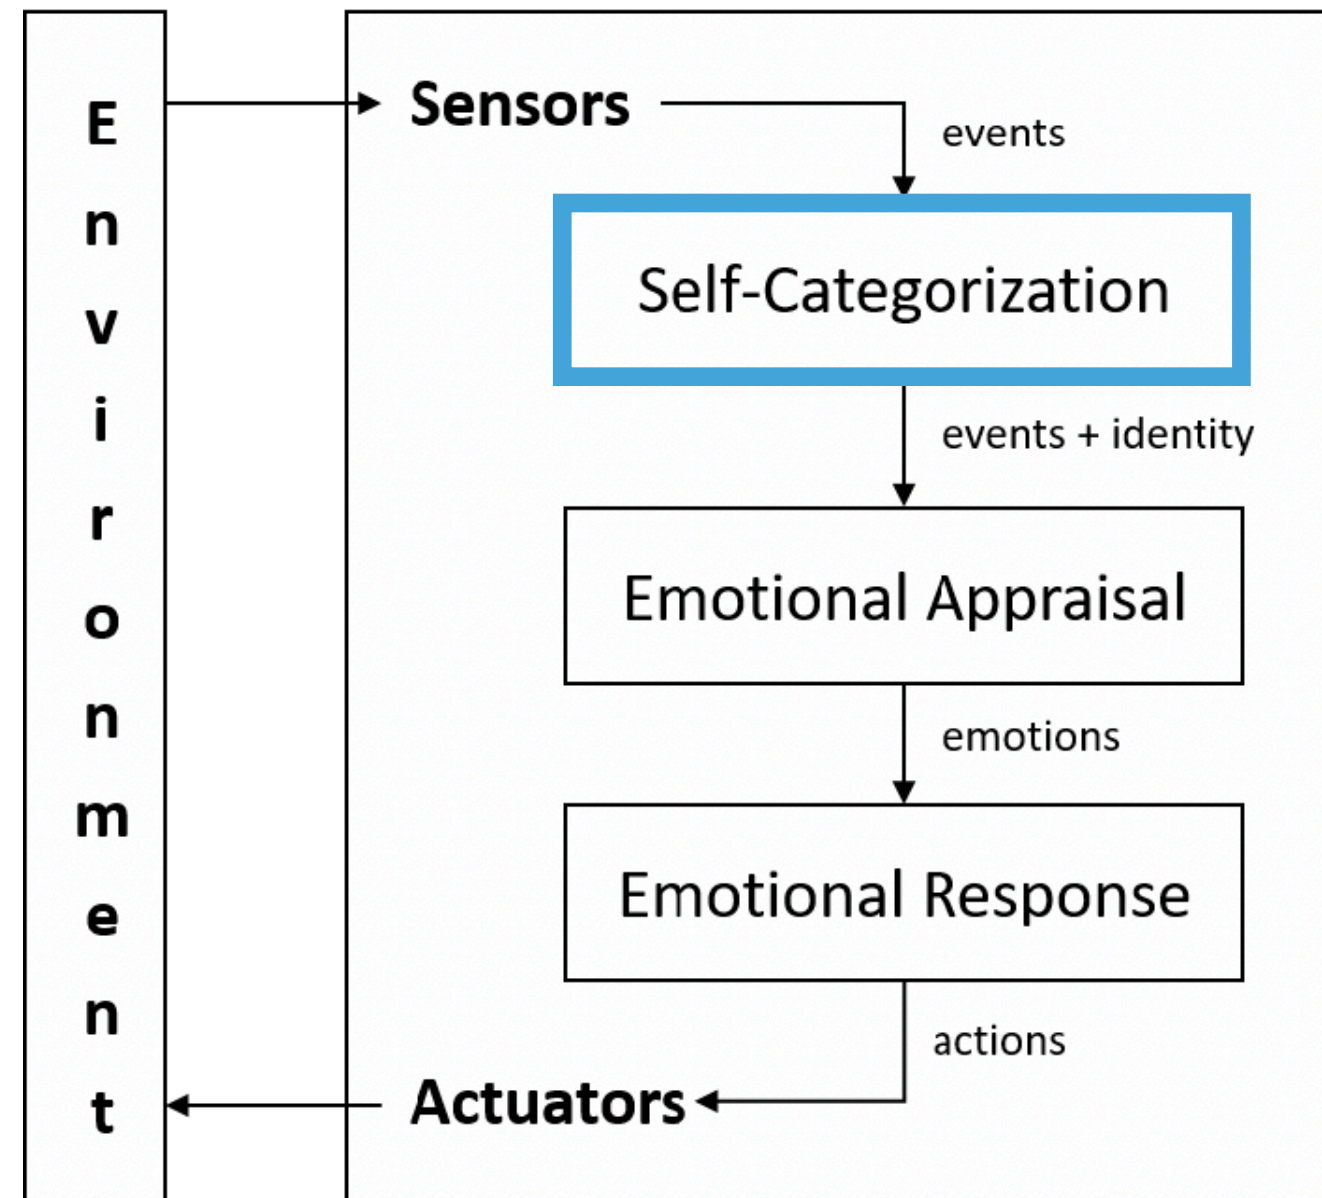 Environment
Sensors
events
Self-Categorization
events + identity
Emotional Appraisal
emotions
Emotional Response
actions
Actuators